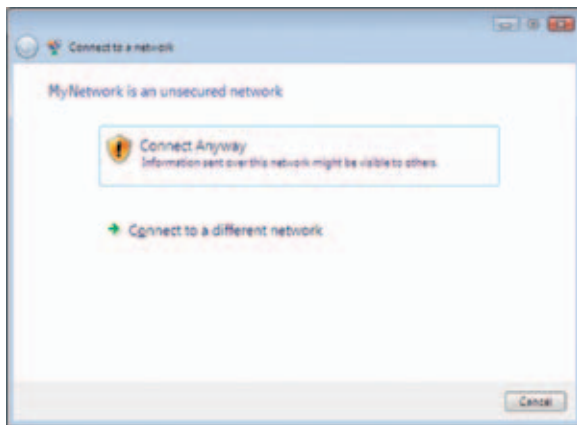 Connect to a network
MyNetwork is an unsecured network
Connect Anyway
Information sent over this network might be visible to others.
Connect to a different network
Cancel